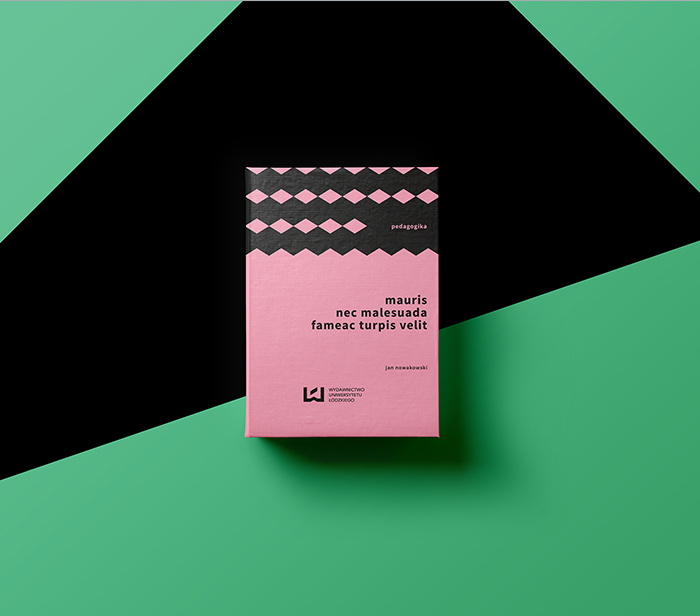 pedagogika
mauris
nec malesuada
fameac turpis velit
jan nowakowski
WYDAWNICTWO
UNIWERSYTETU
ŁÓDZKIEGO